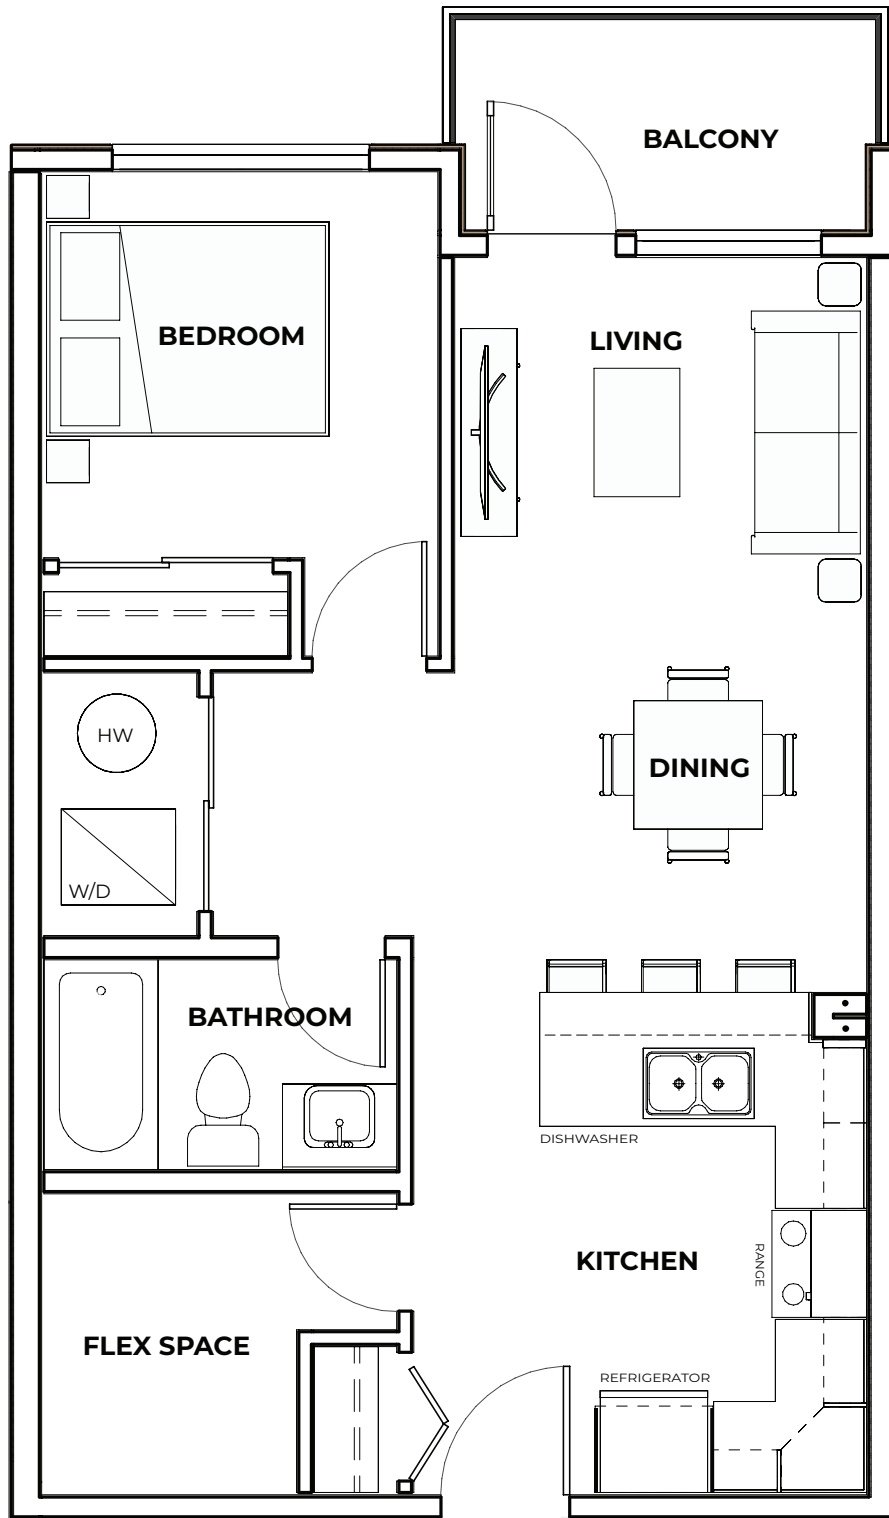 BALCONY
BEDROOM
LIVING
HW
DINING
W/D
BATHROOM
DISHWASHER
KITCHEN
RANGE
FLEX SPACE
REFRIGERATOR